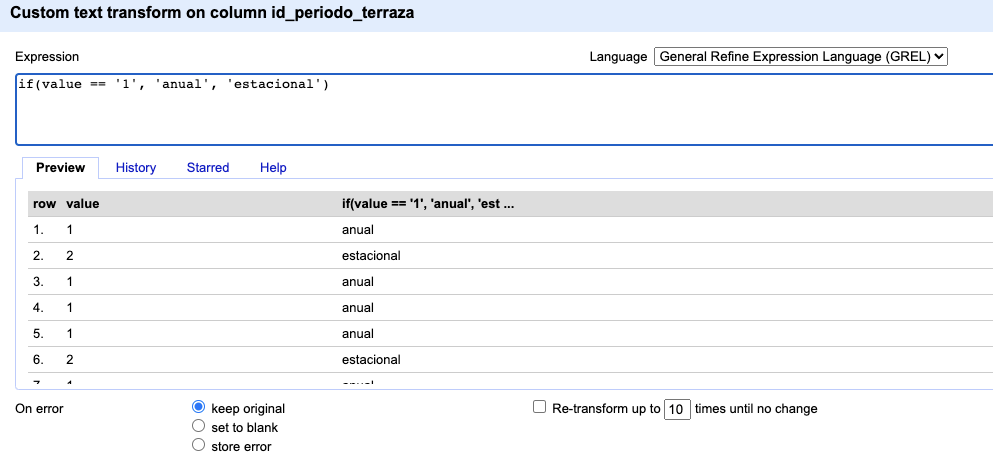 Custom text transform on column id_periodo_terraza
Expression Language General Refine Expression Language (GREL)
if(value == '1', 'anual', 'estacional')
Preview History Starred Help
row value if(value == '1', 'anual', 'est ...
1. 1 anual
2. 2 estacional
3. 1 anual
4. 1 anual
5. 1 anual
6. 2 estacional
On error keep original Re-transform up to 10 times until no change
set to blank
store error